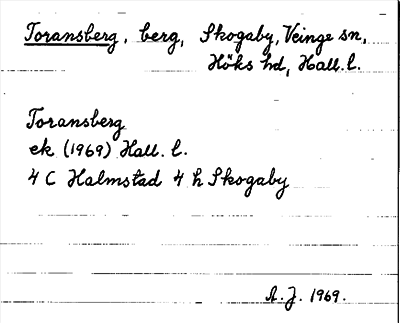 Toransberg, berg, Skogaby, Veinge sn,
Höks hd, Hall. l.
Toransberg
ek (1969) Hall. l.
4 C Halmstad 4 h Skogaby
A. J. 1969.